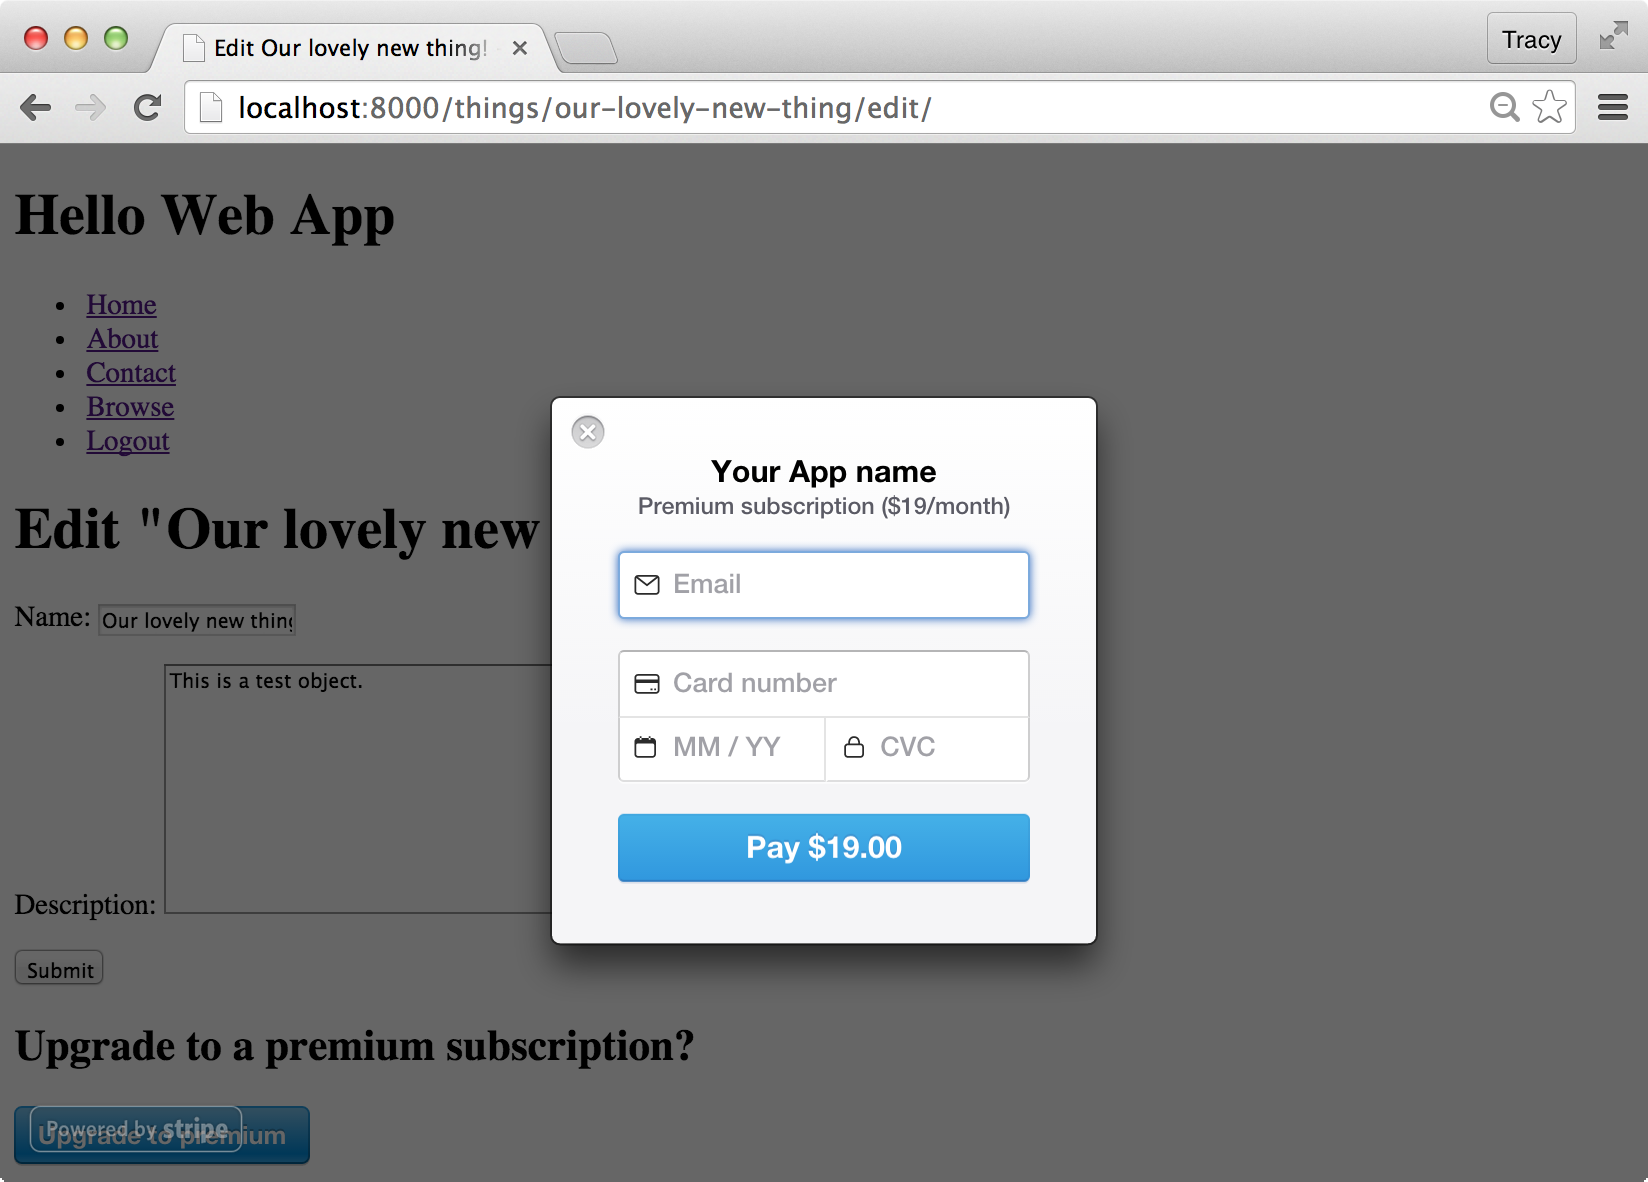 Edit Our lovely new thing!
Tracy
localhost:8000/things/our-lovely-new-thing/edit/
Hello Web App
Home
About
Contact
Browse
Logout
Edit "Our lovely new
Name: Our lovely new thing
Description: This is a test object.
Submit
Upgrade to a premium subscription?
Upgrade to premium
Powered by stripe
Your App name
Premium subscription ($19/month)
Email
Card number
MM / YY
CVC
Pay $19.00